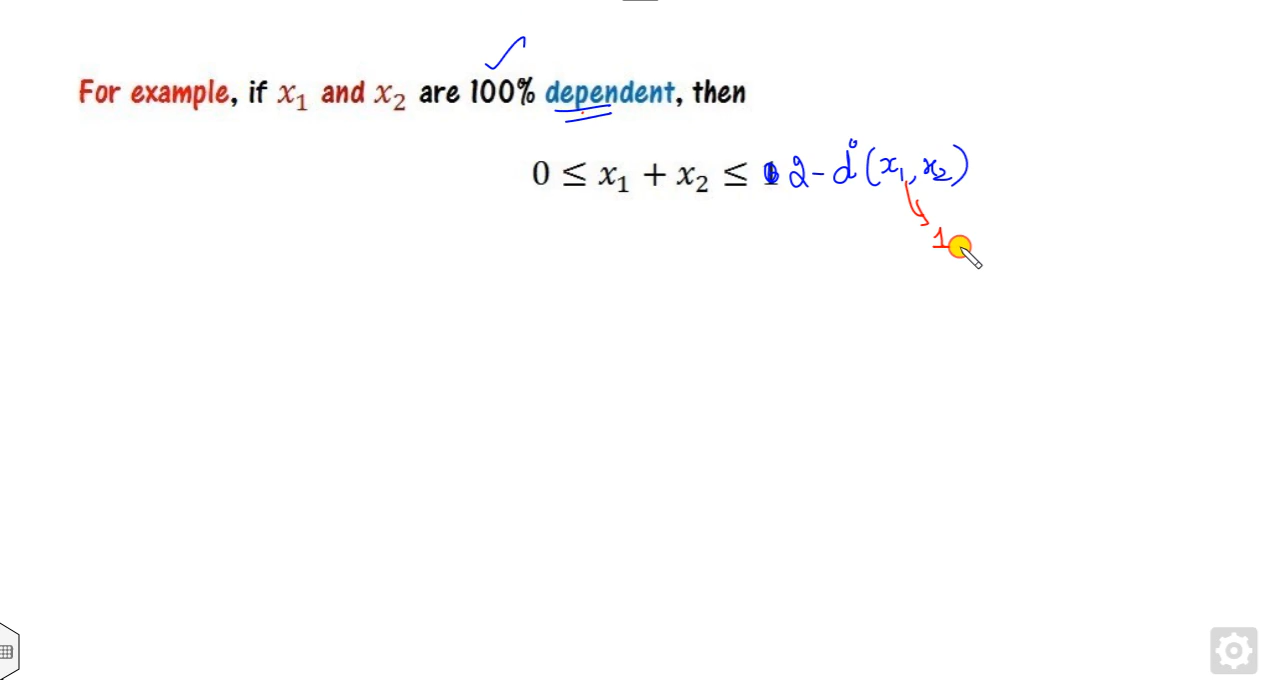 For example, if x₁ and x₂ are 100% dependent, then
0 ≤ x₁ + x₂ ≤ 2 - d°(x₁, x₂)
1